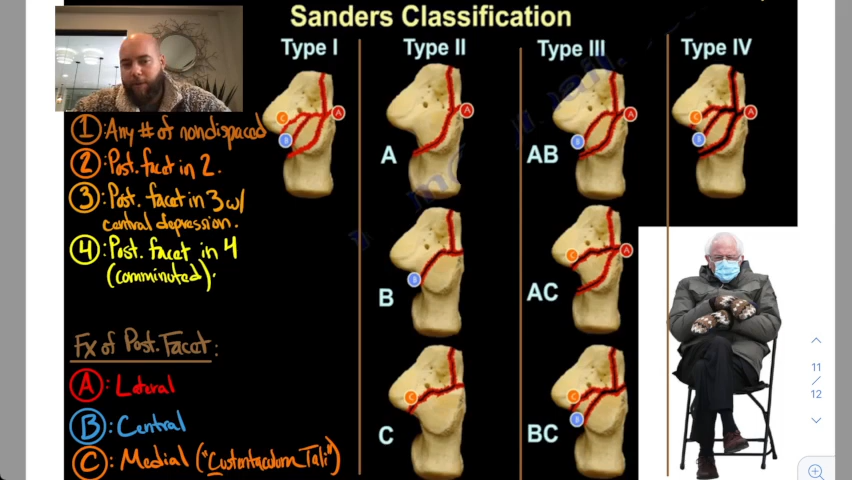 Sanders Classification
Type I
Type II
Type III
Type IV
① : Any # of nondispaced
② : Post. facet in 2.
③ : Post. facet in 3 w/
central depression.
④ : Post. facet in 4
(comminuted).
Fx of Post. Facet :
Ⓐ : Lateral
Ⓑ : Central
Ⓒ : Medial ("Custentaculum Tali")
C
A
B
A
A
B
A
C
AB
A
B
AC
C
A
BC
C
B
C
A
B
11
/
12